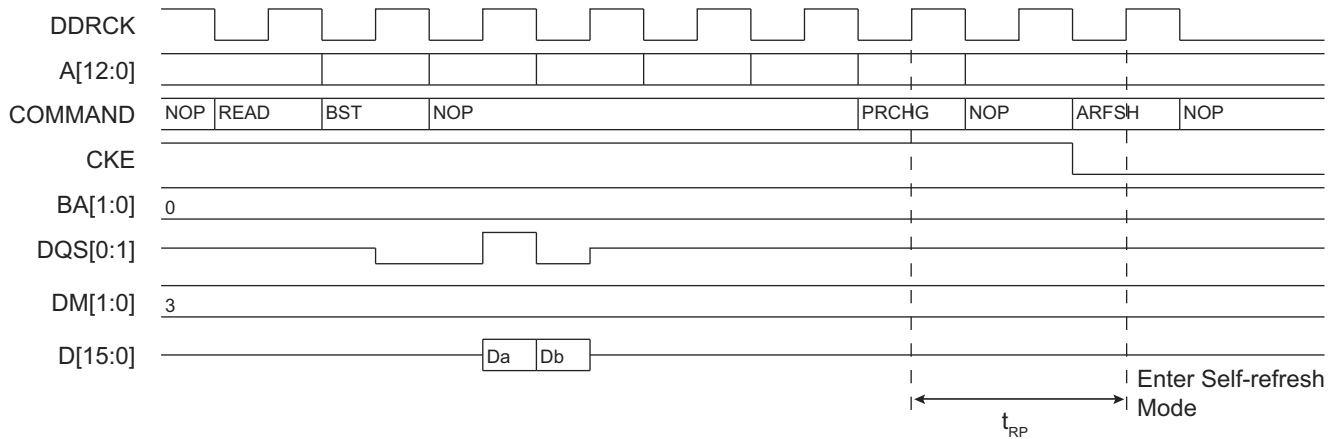 DDRCK
A[12:0]
COMMAND NOP READ BST NOP PRCHG NOP ARFSH NOP
CKE
BA[1:0] 0
DQS[0:1]
DM[1:0] 3
D[15:0] Da Db
Enter Self-refresh
Mode
tRP